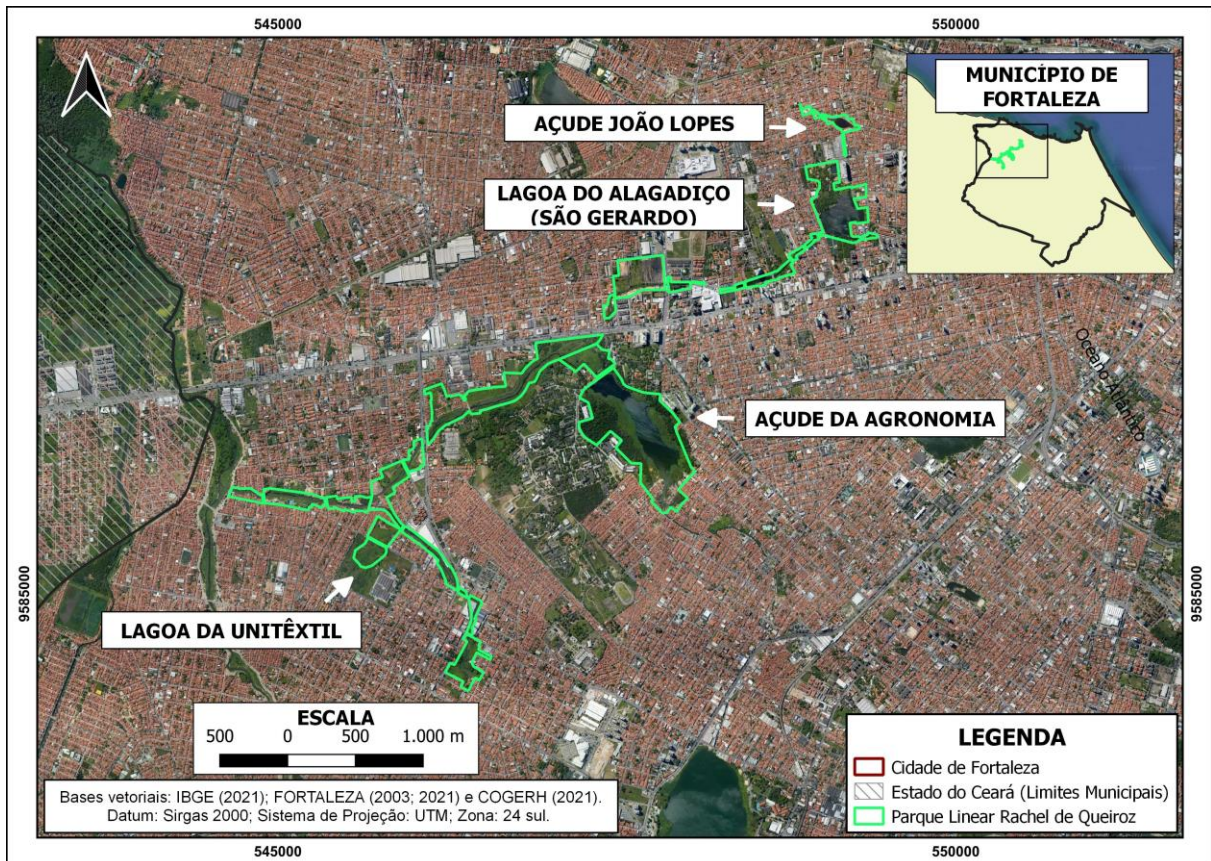 545000
550000
MUNICÍPIO DE
FORTALEZA
AÇUDE JOÃO LOPES
LAGOA DO ALAGADIÇO
(SÃO GERARDO)
Oceano Atlântico
AÇUDE DA AGRONOMIA
9585000
9585000
LAGOA DA UNITÊXTIL
ESCALA
500 0 500 1.000 m
LEGENDA
Cidade de Fortaleza
Estado do Ceará (Limites Municipais)
Parque Linear Rachel de Queiroz
Bases vetoriais: IBGE (2021); FORTALEZA (2003; 2021) e COGERH (2021).
Datum: Sirgas 2000; Sistema de Projeção: UTM; Zona: 24 sul.
545000
550000